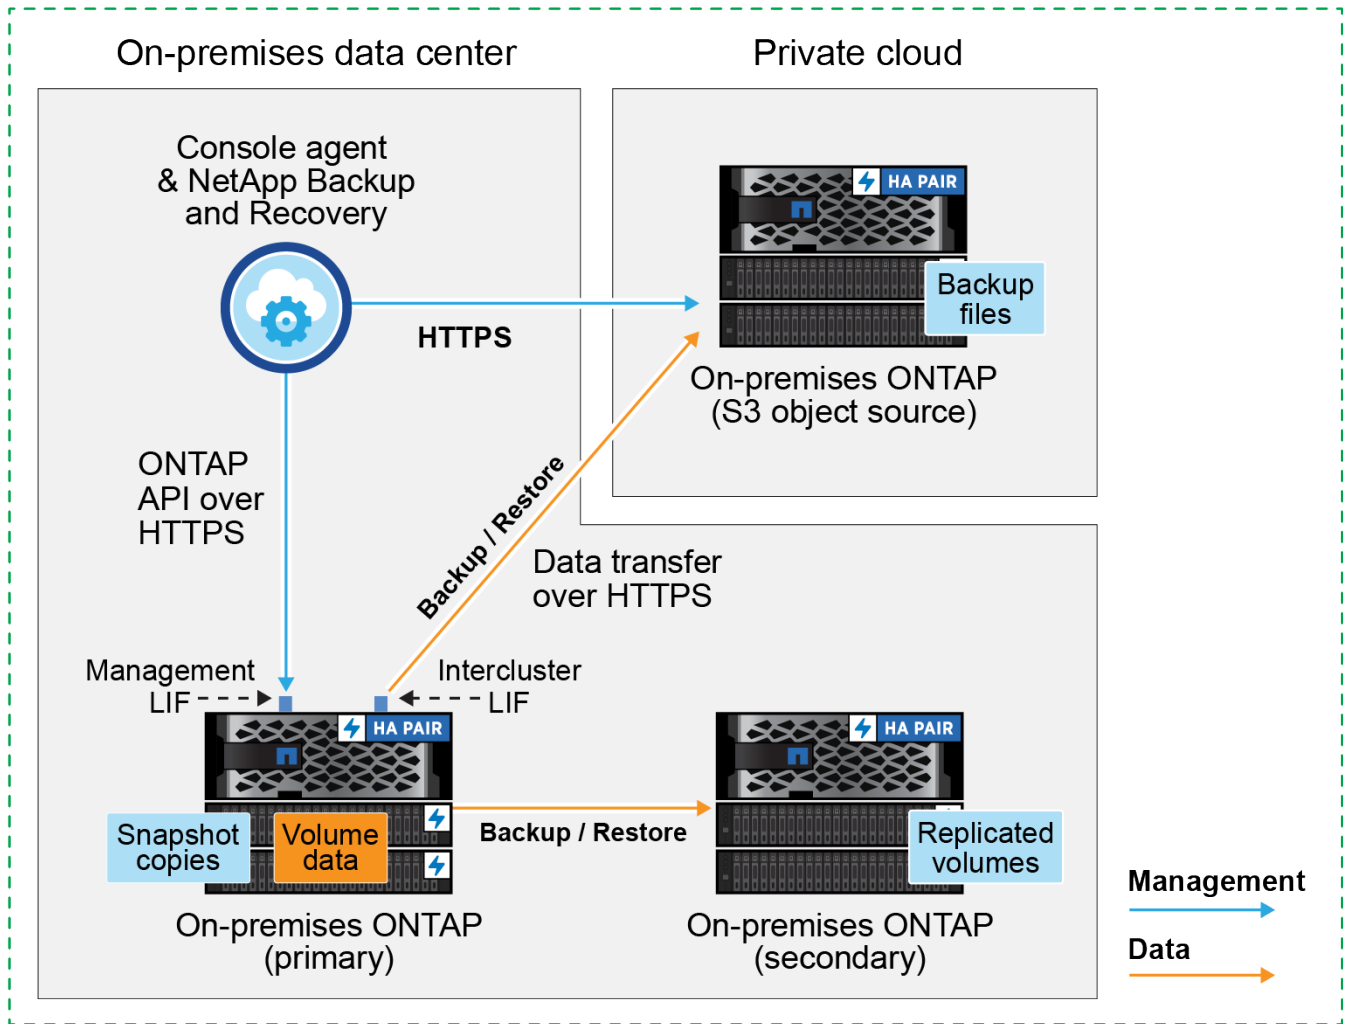 On-premises data center
Private cloud
Console agent
& NetApp Backup
and Recovery
HA PAIR
Backup
files
HTTPS
On-premises ONTAP
(S3 object source)
ONTAP
API over
HTTPS
Backup / Restore
Data transfer
over HTTPS
Management
LIF
Intercluster
LIF
HA PAIR
HA PAIR
Snapshot
copies
Volume
data
Backup / Restore
Replicated
volumes
On-premises ONTAP
(primary)
On-premises ONTAP
(secondary)
Management
Data